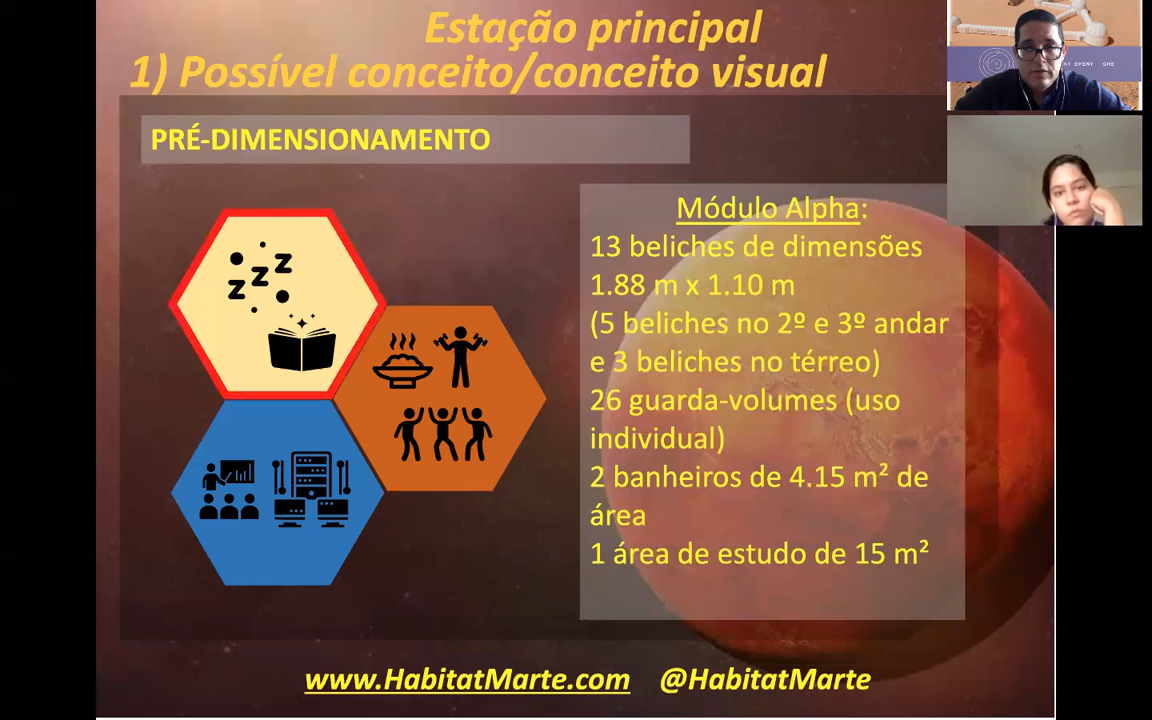 Estação principal
1) Possível conceito/conceito visual
PRÉ-DIMENSIONAMENTO
Módulo Alpha:
13 beliches de dimensões
1.88 m x 1.10 m
(5 beliches no 2º e 3º andar
e 3 beliches no térreo)
26 guarda-volumes (uso
individual)
2 banheiros de 4.15 m² de
área
1 área de estudo de 15 m²
z z z
www.HabitatMarte.com @HabitatMarte
EVENT